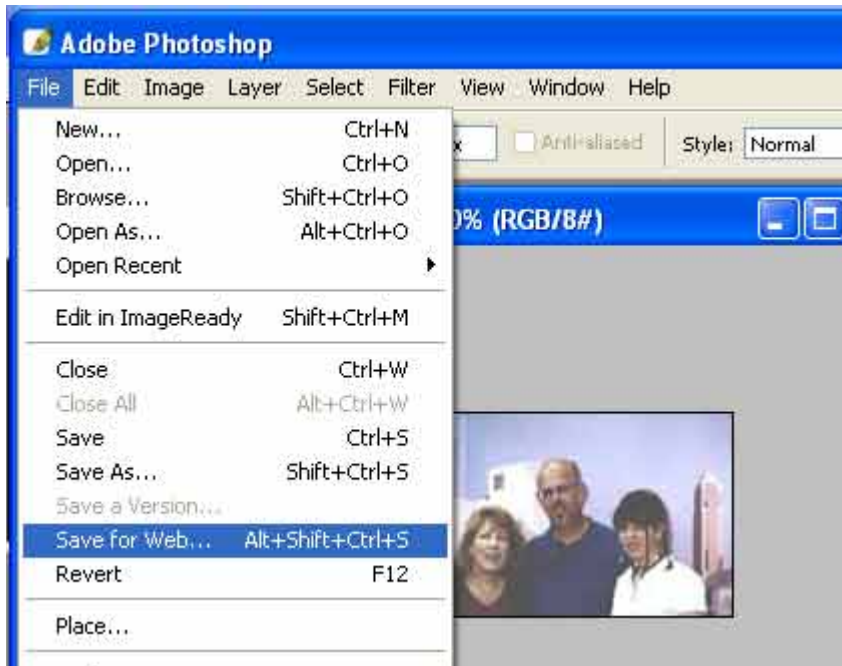 Adobe Photoshop
File Edit Image Layer Select Filter View Window Help
New... Ctrl+N
x Anti-aliased Style: Normal
Open... Ctrl+O
Browse... Shift+Ctrl+O
Open As... Alt+Ctrl+O
0% (RGB/8#)
Open Recent
Edit in ImageReady Shift+Ctrl+M
Close Ctrl+W
Close All Alt+Ctrl+W
Save Ctrl+S
Save As... Shift+Ctrl+S
Save a Version...
Save for Web... Alt+Shift+Ctrl+S
Revert F12
Place...